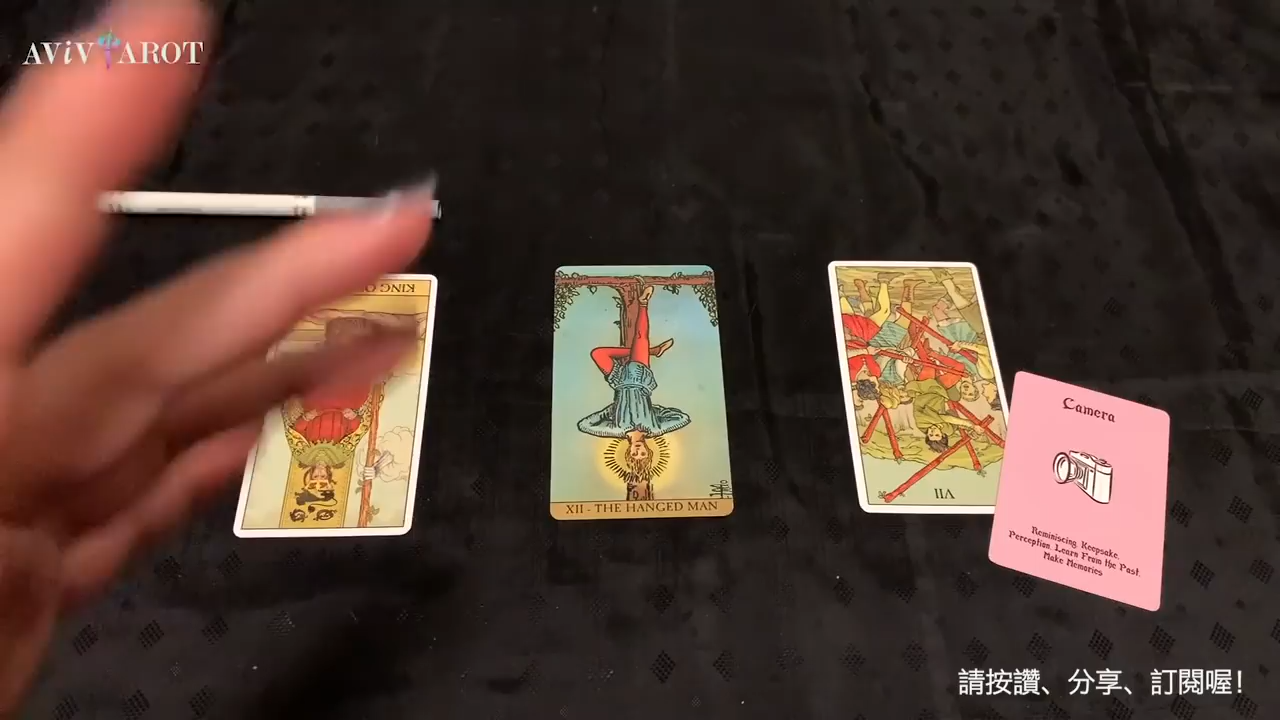 AViV TAROT
KING O
XII - THE HANGED MAN
VII
Camera
Reminiscing, Keepsake,
Perception, Learn From the Past,
Make Memories
請按讚、分享、訂閱喔!